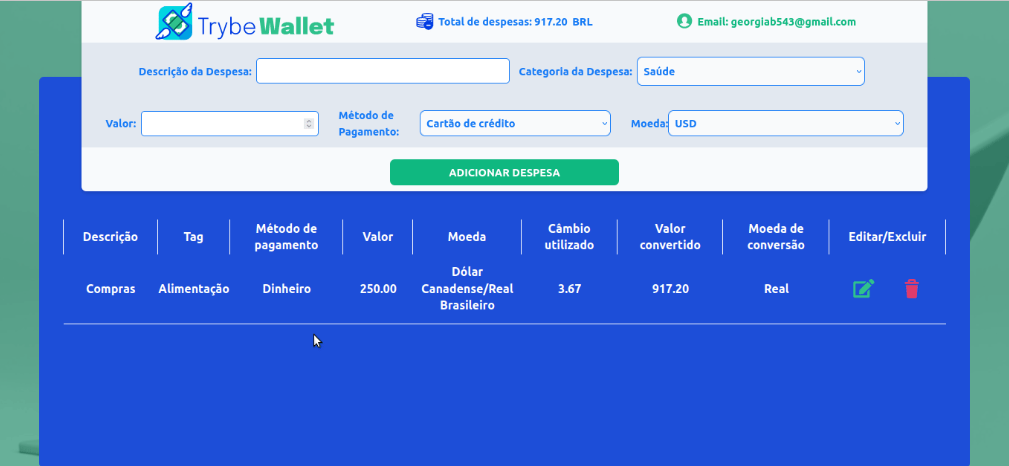 Trybe Wallet
Total de despesas: 917.20 BRL
Email: georgiab543@gmail.com
Descrição da Despesa:
Categoria da Despesa: Saúde
Valor:
Método de
Pagamento:
Cartão de crédito
Moeda: USD
ADICIONAR DESPESA
Descrição
Tag
Método de
pagamento
Valor
Moeda
Câmbio
utilizado
Valor
convertido
Moeda de
conversão
Editar/Excluir
Compras
Alimentação
Dinheiro
250.00
Dólar
Canadense/Real
Brasileiro
3.67
917.20
Real